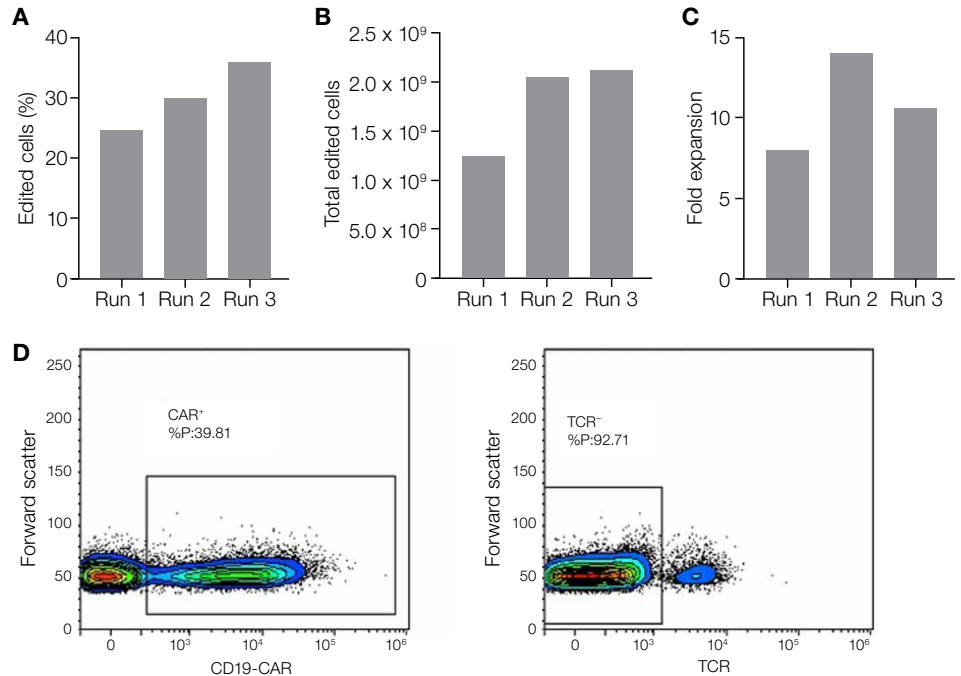 A
Edited cells (%)
40
30
20
10
0
Run 1 Run 2 Run 3
B
Total edited cells
2.5 x 10⁹
2.0 x 10⁹
1.5 x 10⁹
1.0 x 10⁹
5.0 x 10⁸
0
Run 1 Run 2 Run 3
C
Fold expansion
15
10
5
0
Run 1 Run 2 Run 3
D
Forward scatter
250
200
150
100
50
0
CAR⁺
%P:39.81
0 10³ 10⁴ 10⁵ 10⁶
CD19-CAR
Forward scatter
250
200
150
100
50
0
TCR⁻
%P:92.71
0 10³ 10⁴ 10⁵ 10⁶
TCR